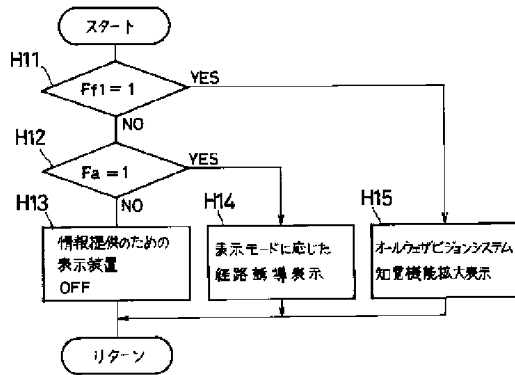 スタート
H11
Ff1 = 1
YES
NO
H12
Fa = 1
YES
NO
H13
情報提供のための
表示装置
OFF
H14
表示モードに応じた
経路誘導表示
H15
オールウェザビジョンシステム
知覚機能拡大表示
リターン